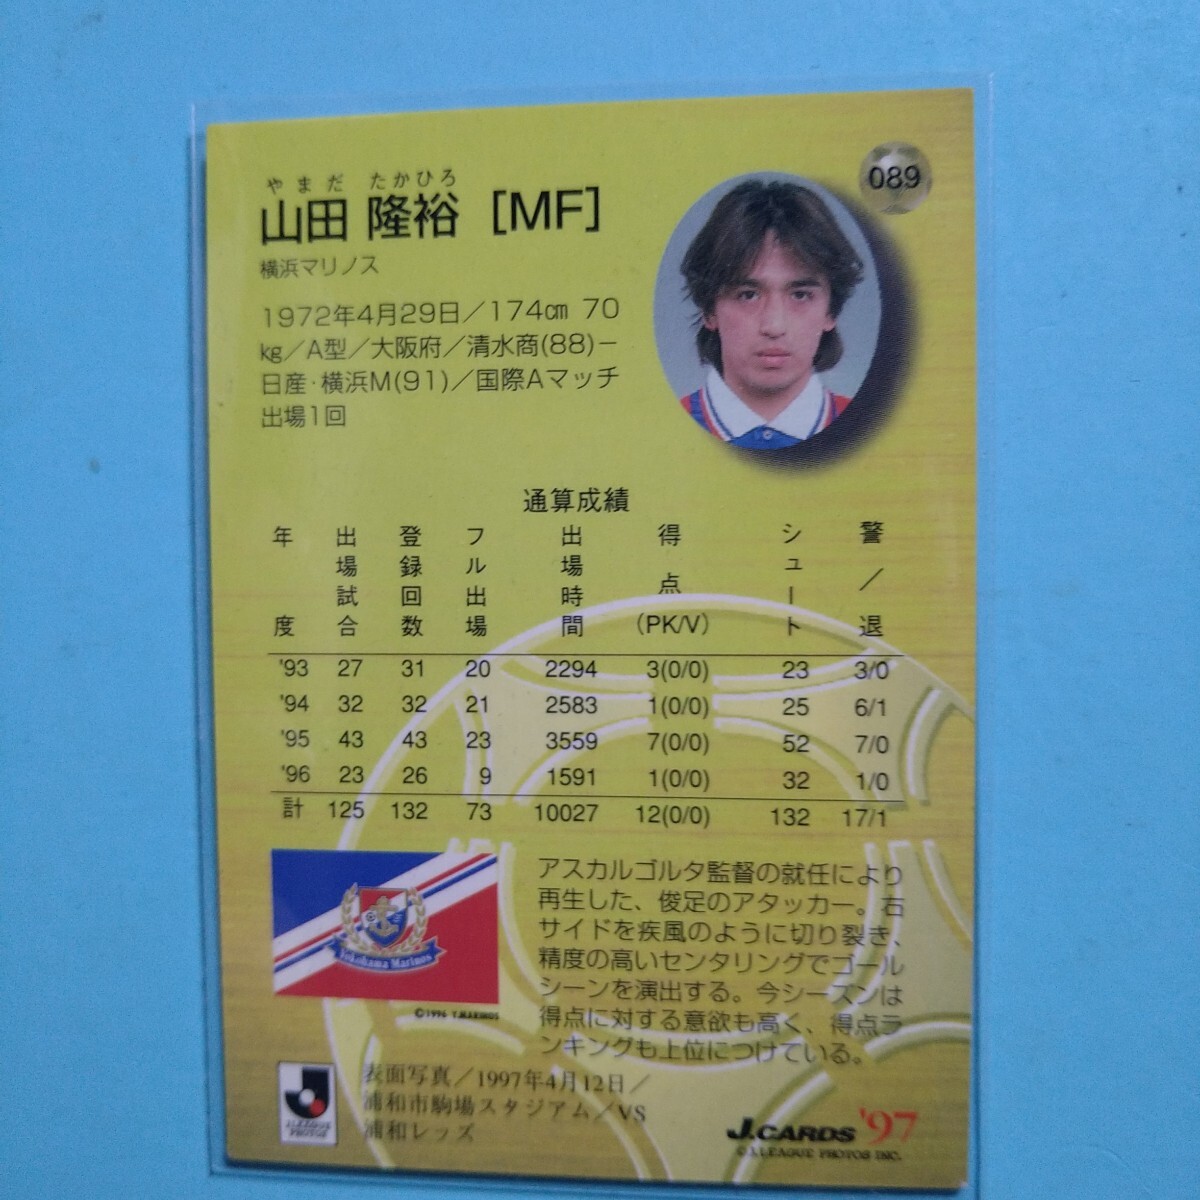 089
やまだ たかひろ
山田 隆裕 [MF]
横浜マリノス
1972年4月29日/174㎝ 70
kg/A型/大阪府/清水商(88)−
日産·横浜M(91)/国際Aマッチ
出場1回
通算成績
年度 出場試合 登録回数 フル出場 出場時間 得点(PK/V) シュート 警/退
'93 27 31 20 2294 3(0/0) 23 3/0
'94 32 32 21 2583 1(0/0) 25 6/1
'95 43 43 23 3559 7(0/0) 52 7/0
'96 23 26 9 1591 1(0/0) 32 1/0
計 125 132 73 10027 12(0/0) 132 17/1
アスカルゴルタ監督の就任により
再生した、俊足のアタッカー。右
サイドを疾風のように切り裂き、
精度の高いセンタリングでゴール
シーンを演出する。今シーズンは
得点に対する意欲も高く、得点ラ
ンキングも上位につけている。
Yokohama Marinos
©1996 Y.MARINOS
J.LEAGUE
PHOTOS
表面写真/1997年4月12日/
浦和市駒場スタジアム/VS
浦和レッズ
J.CARDS '97
©J.LEAGUE PHOTOS INC.